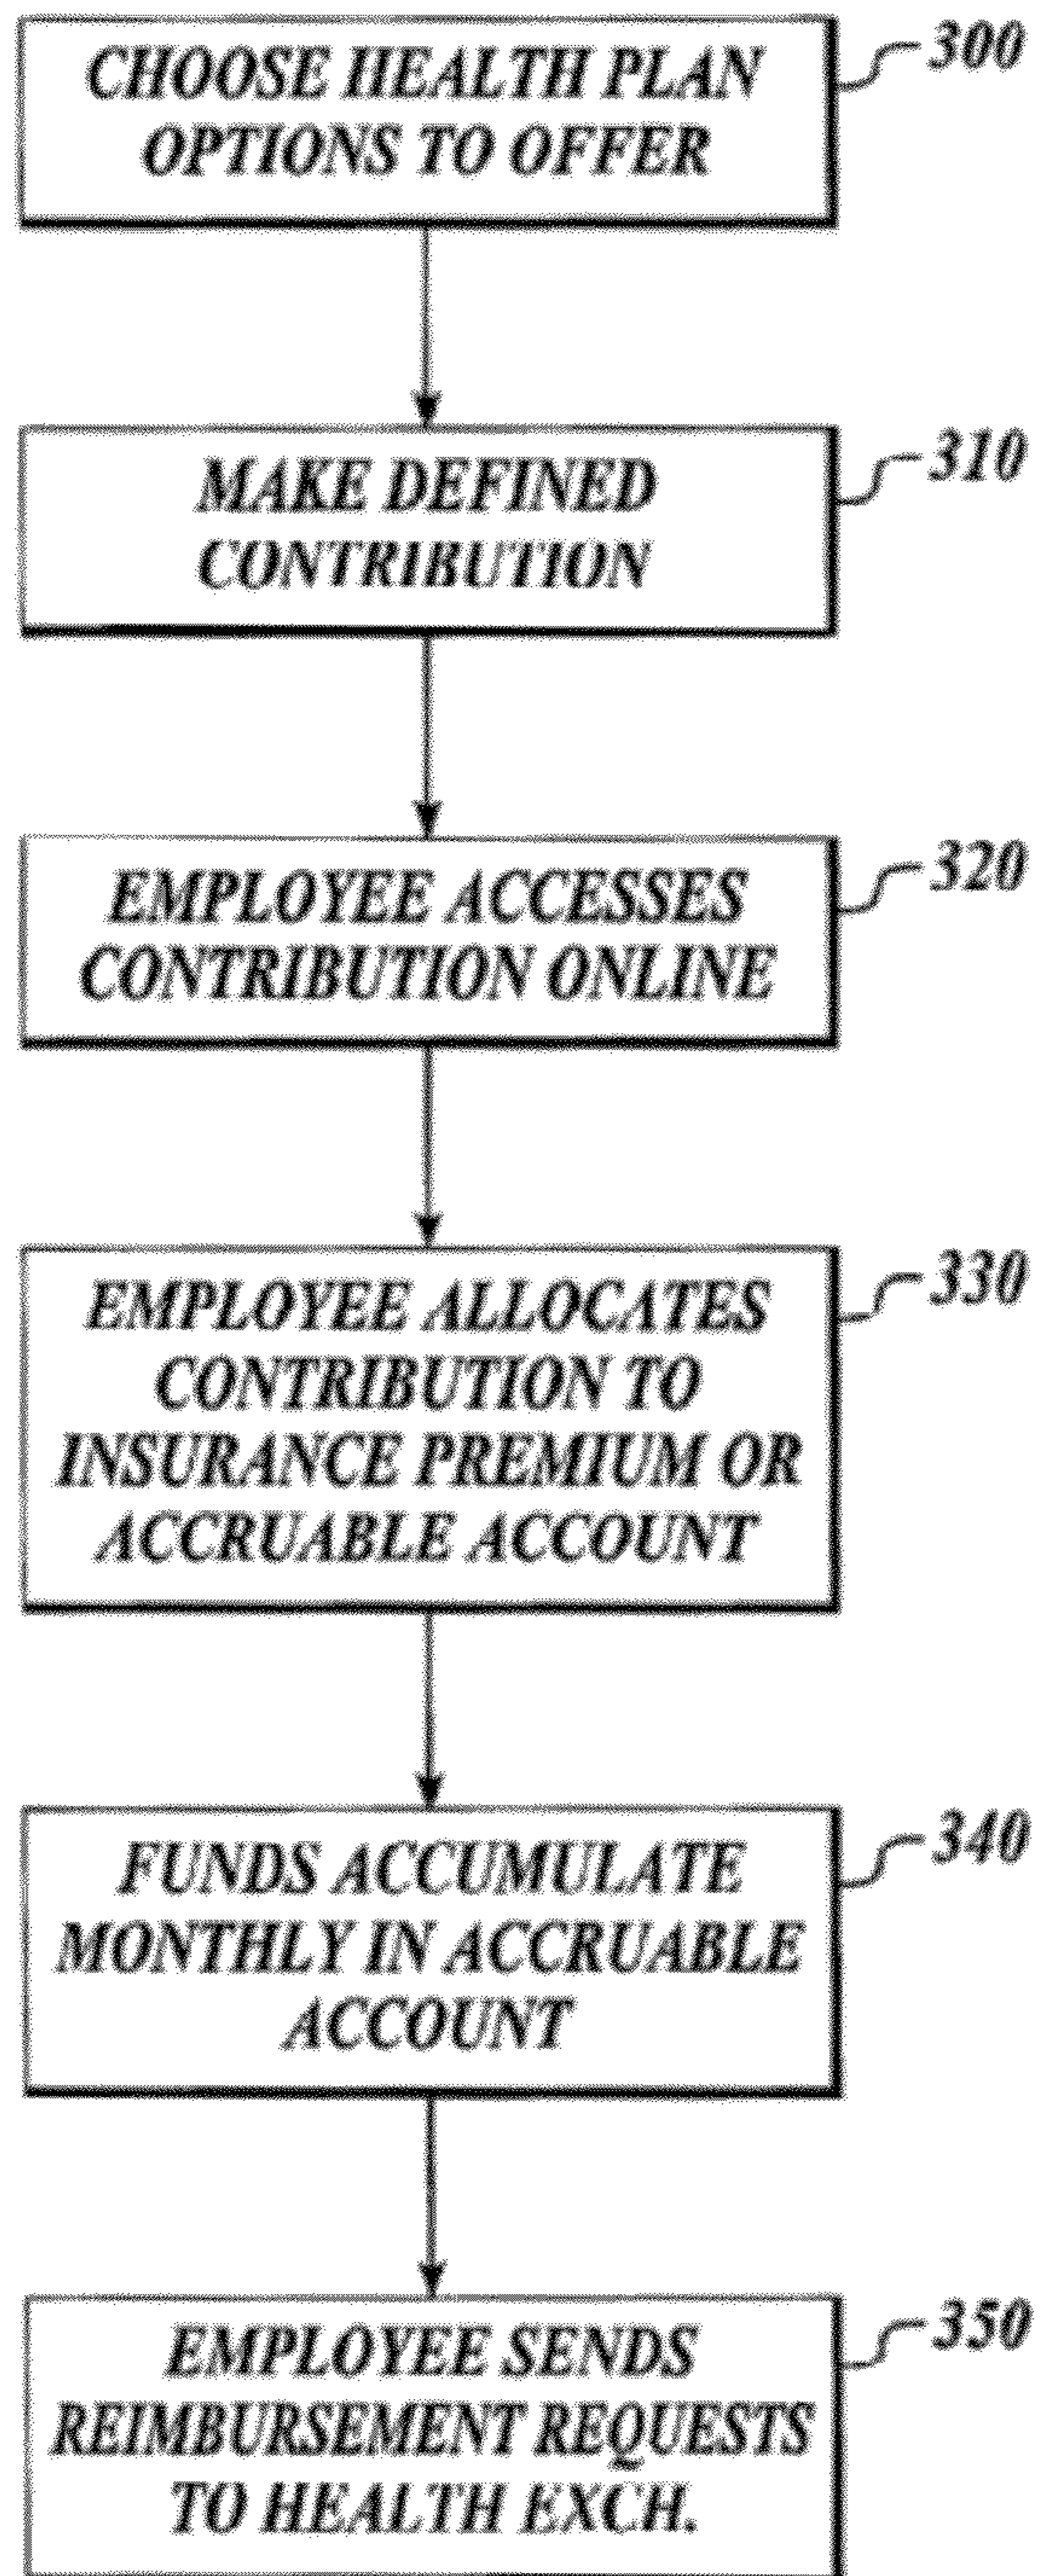 CHOOSE HEALTH PLAN
OPTIONS TO OFFER
300
MAKE DEFINED
CONTRIBUTION
310
EMPLOYEE ACCESSES
CONTRIBUTION ONLINE
320
EMPLOYEE ALLOCATES
CONTRIBUTION TO
INSURANCE PREMIUM OR
ACCRUABLE ACCOUNT
330
FUNDS ACCUMULATE
MONTHLY IN ACCRUABLE
ACCOUNT
340
EMPLOYEE SENDS
REIMBURSEMENT REQUESTS
TO HEALTH EXCH.
350